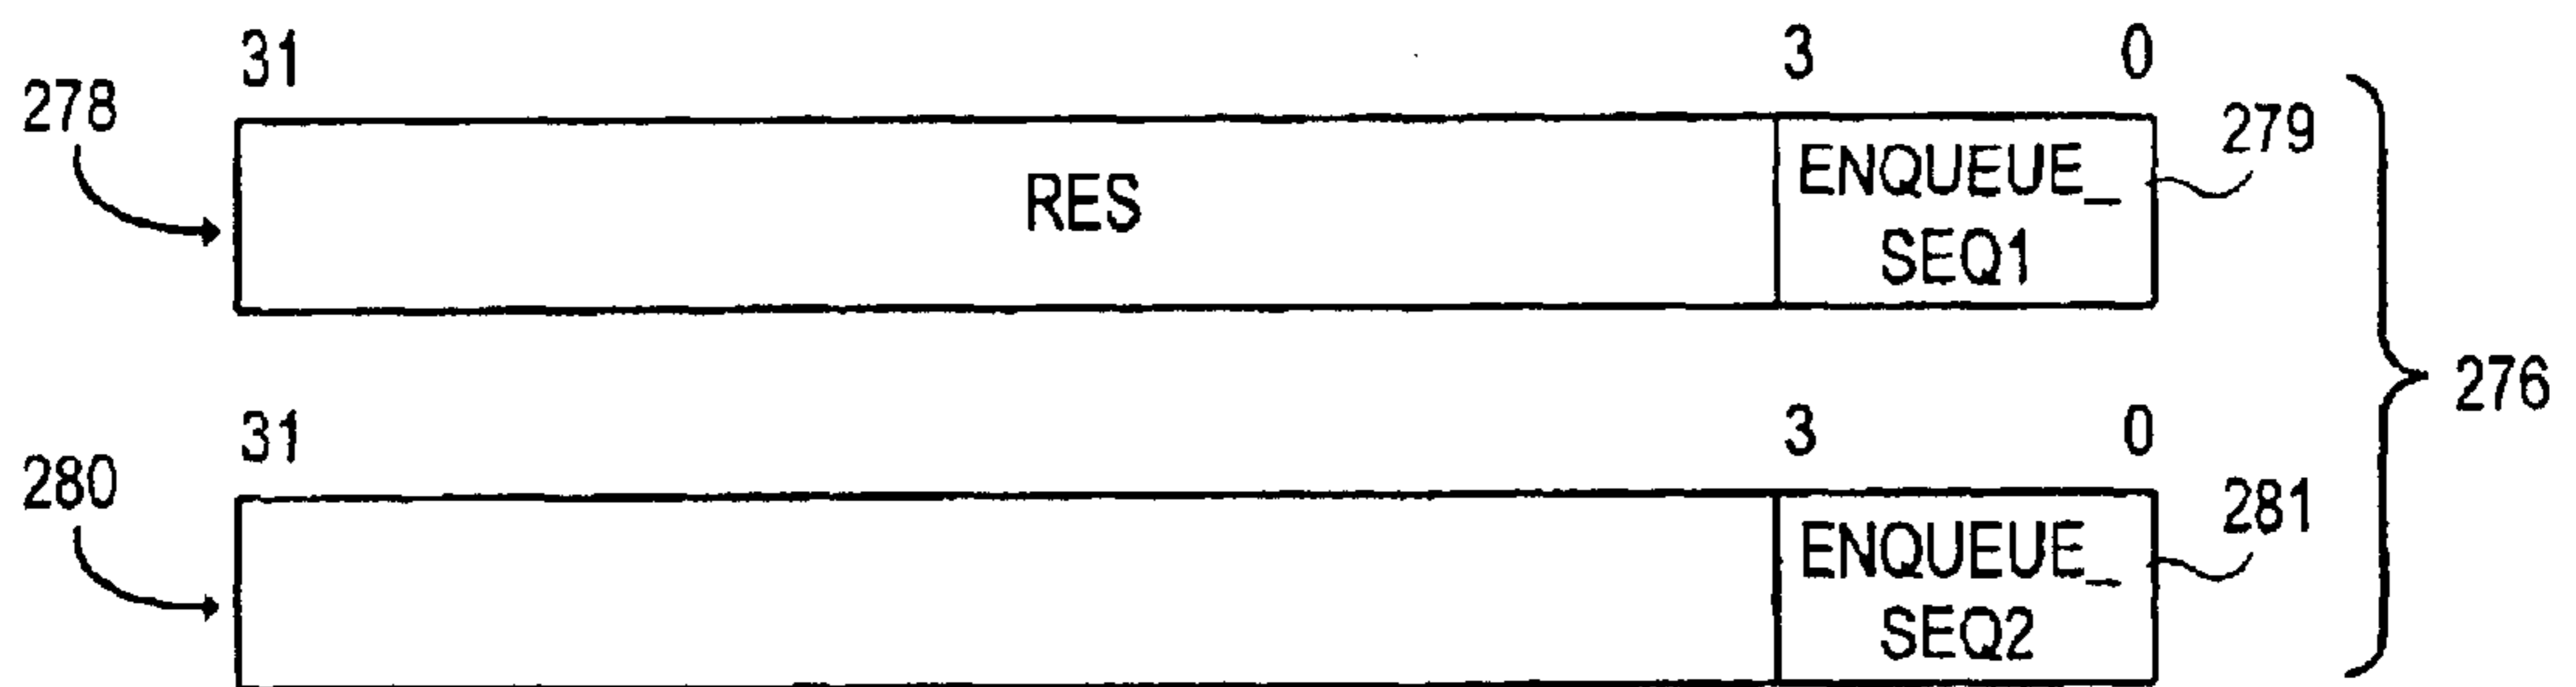 31 3 0
278 279
RES ENQUEUE_
SEQ1
276
31 3 0
280 281
ENQUEUE_
SEQ2